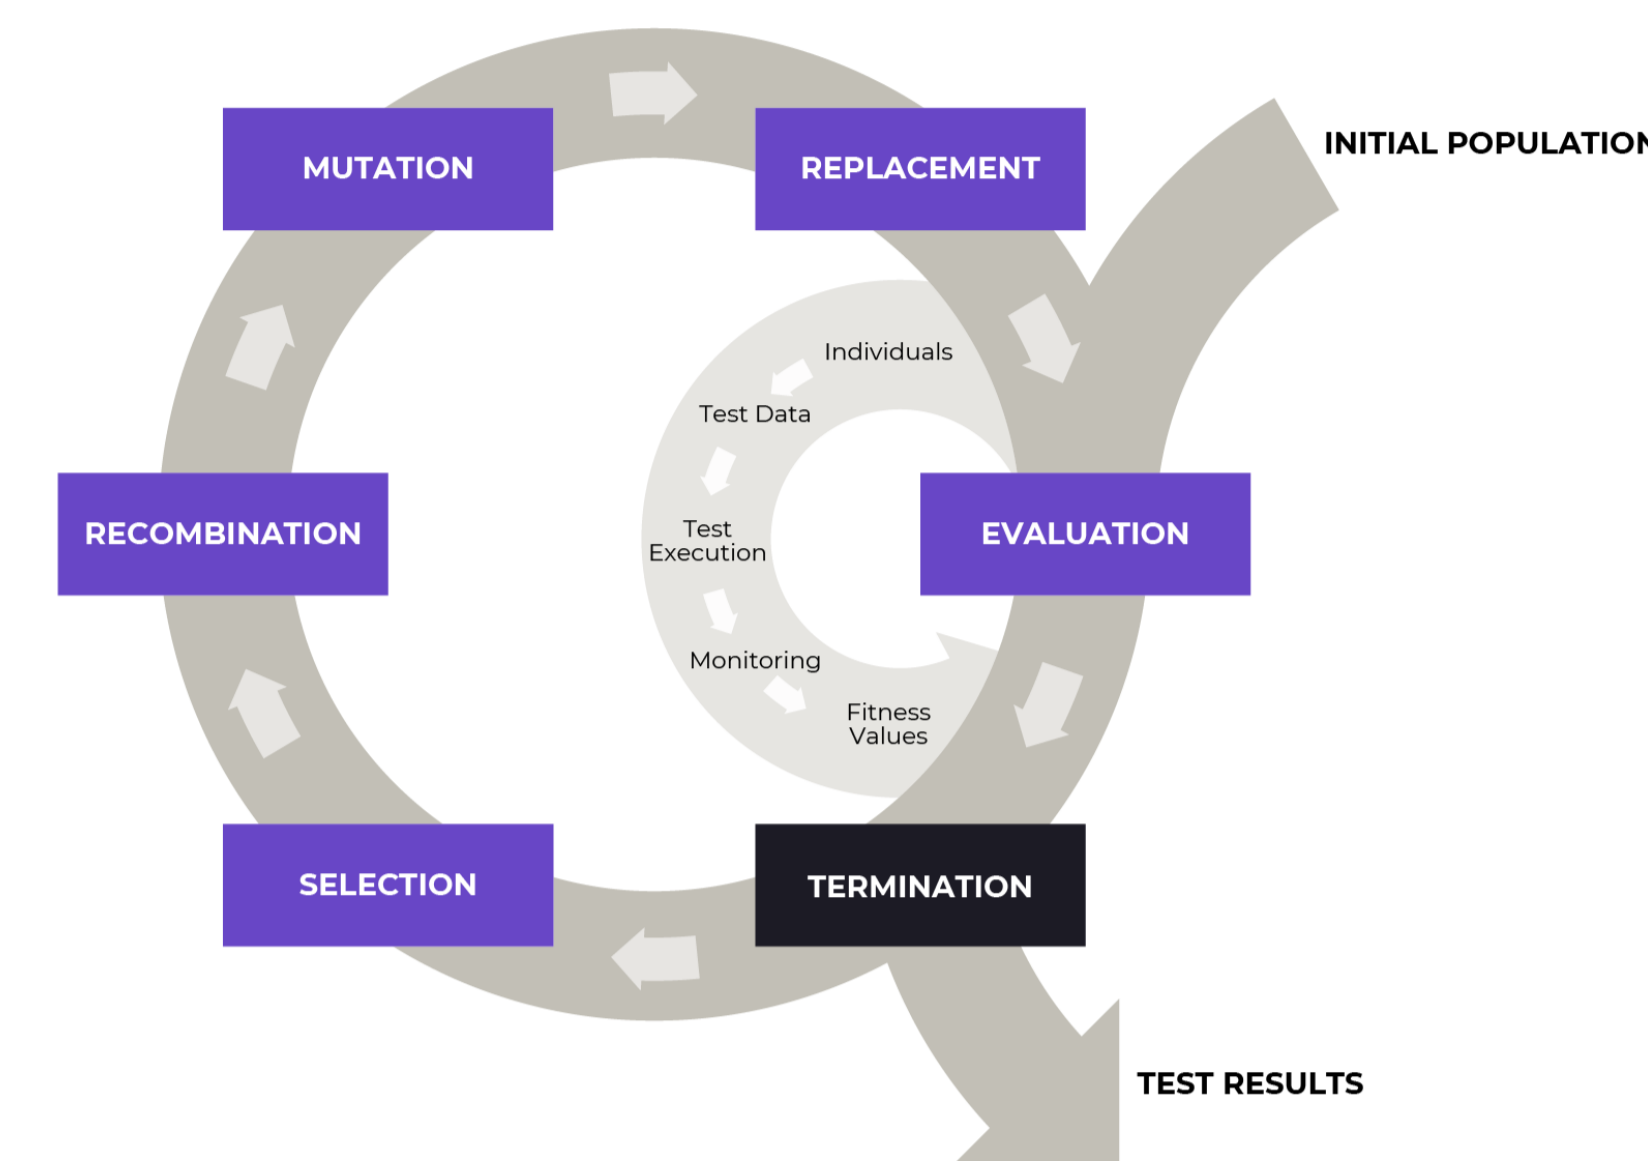 INITIAL POPULATION
MUTATION
REPLACEMENT
Individuals
Test Data
Test
Execution
Monitoring
Fitness
Values
RECOMBINATION
EVALUATION
SELECTION
TERMINATION
TEST RESULTS